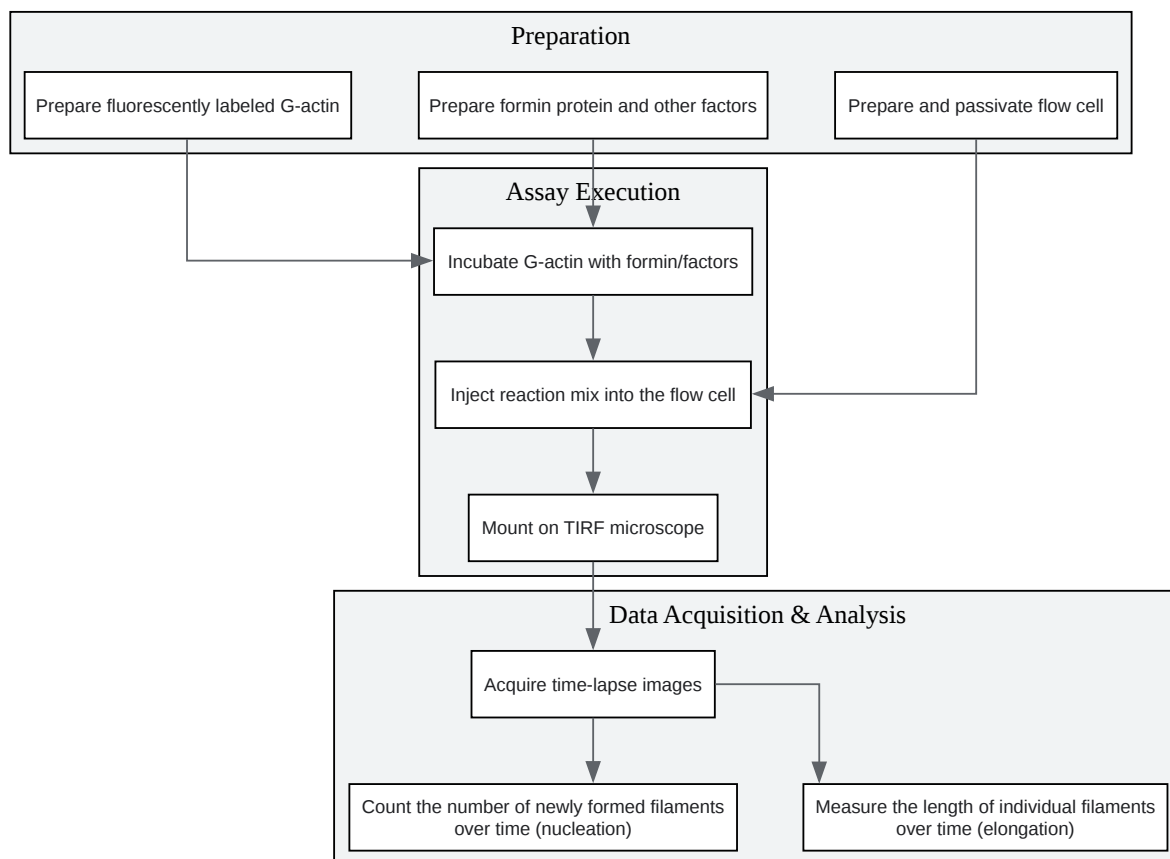 Preparation
Prepare fluorescently labeled G-actin
Prepare formin protein and other factors
Prepare and passivate flow cell
Assay Execution
Incubate G-actin with formin/factors
Inject reaction mix into the flow cell
Mount on TIRF microscope
Data Acquisition & Analysis
Acquire time-lapse images
Count the number of newly formed filaments
over time (nucleation)
Measure the length of individual filaments
over time (elongation)